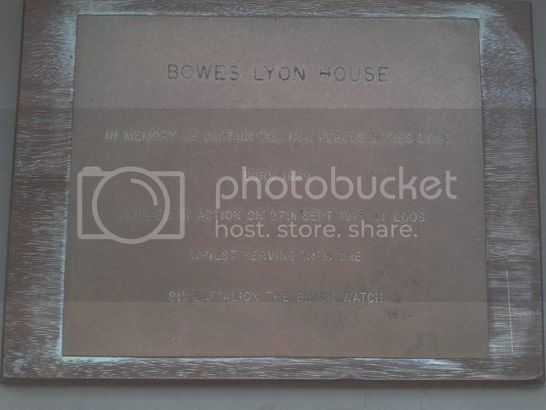 BOWES LYON HOUSE
IN MEMORY OF CAPTAIN THE HON FERGUS BOWES LYON
BORN
KILLED IN ACTION ON 27TH SEPT 1915 AT LOOS
photobucket
host. store. share.
WHILST SERVING WITH THE
8TH BATTALION THE BLACK WATCH